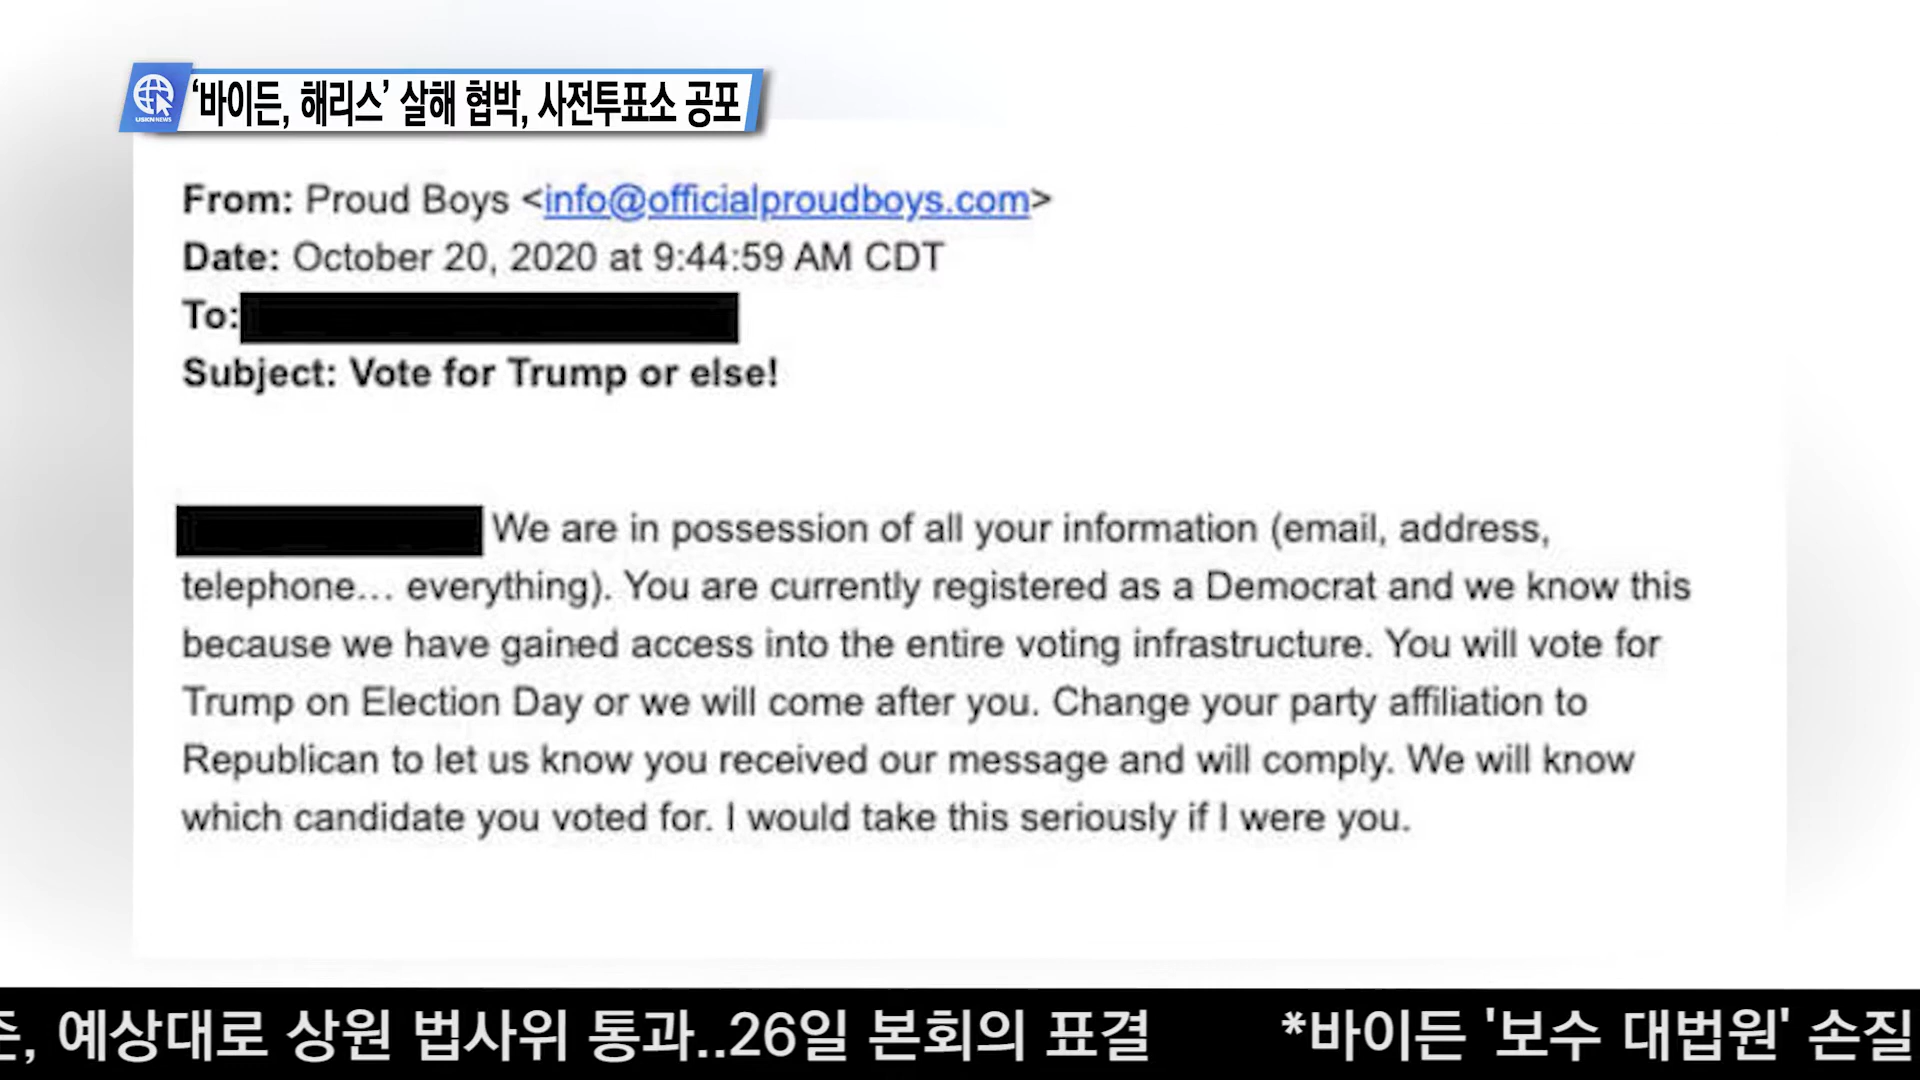 USKN NEWS
‘바이든, 해리스’ 살해 협박, 사전투표소 공포
From: Proud Boys <info@officialproudboys.com>
Date: October 20, 2020 at 9:44:59 AM CDT
To:
Subject: Vote for Trump or else!
We are in possession of all your information (email, address,
telephone… everything). You are currently registered as a Democrat and we know this
because we have gained access into the entire voting infrastructure. You will vote for
Trump on Election Day or we will come after you. Change your party affiliation to
Republican to let us know you received our message and will comply. We will know
which candidate you voted for. I would take this seriously if I were you.
, 예상대로 상원 법사위 통과..26일 본회의 표결 *바이든 '보수 대법원' 손질